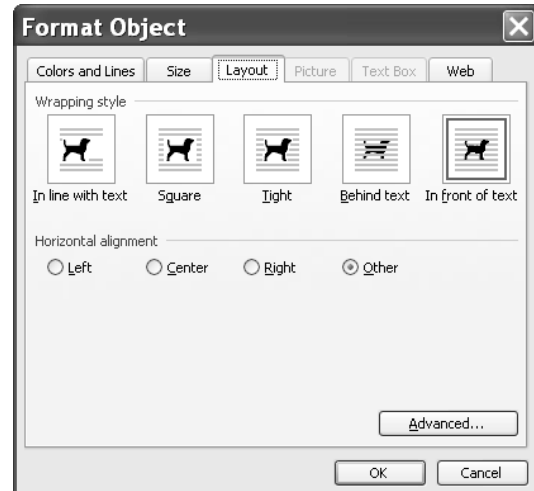 Format Object
Colors and Lines Size Layout Picture Text Box Web
Wrapping style
In line with text Square Tight Behind text In front of text
Horizontal alignment
Left Center Right Other
Advanced...
OK Cancel